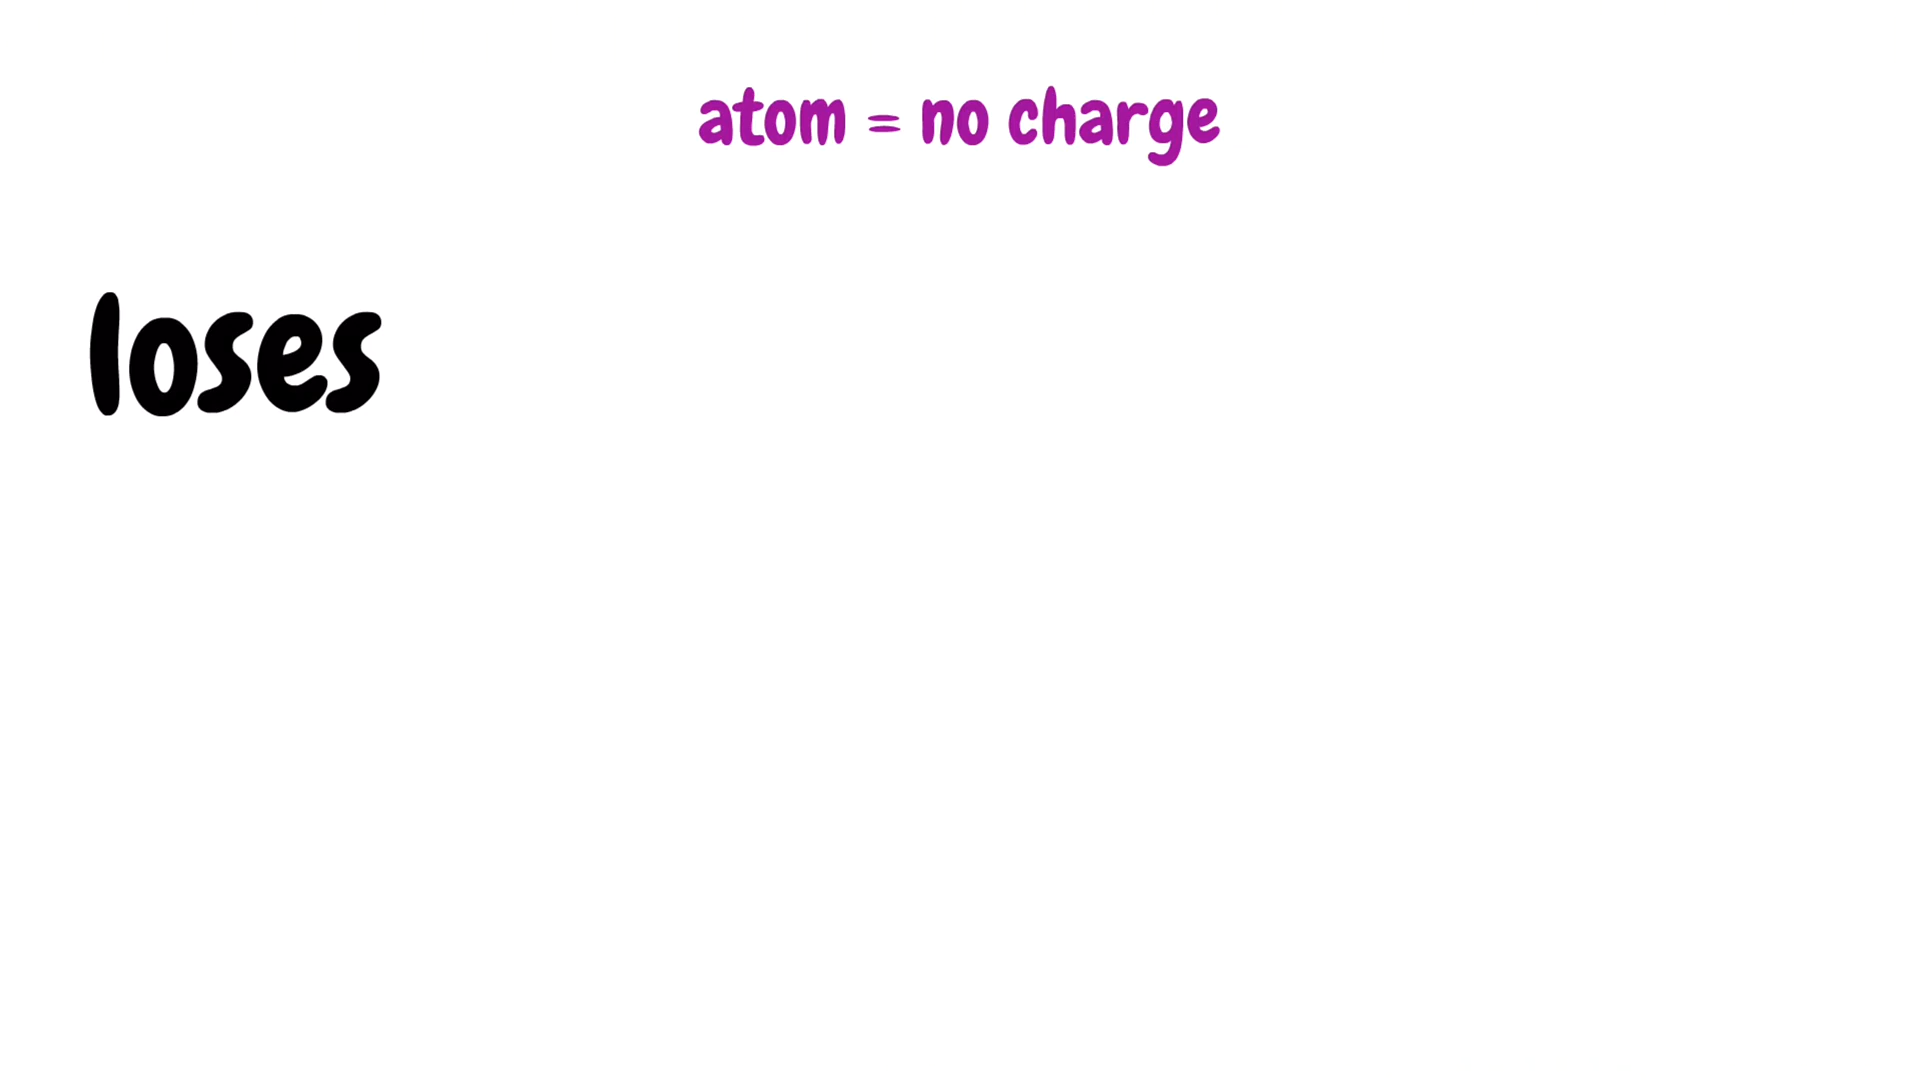 atom = no charge
loses